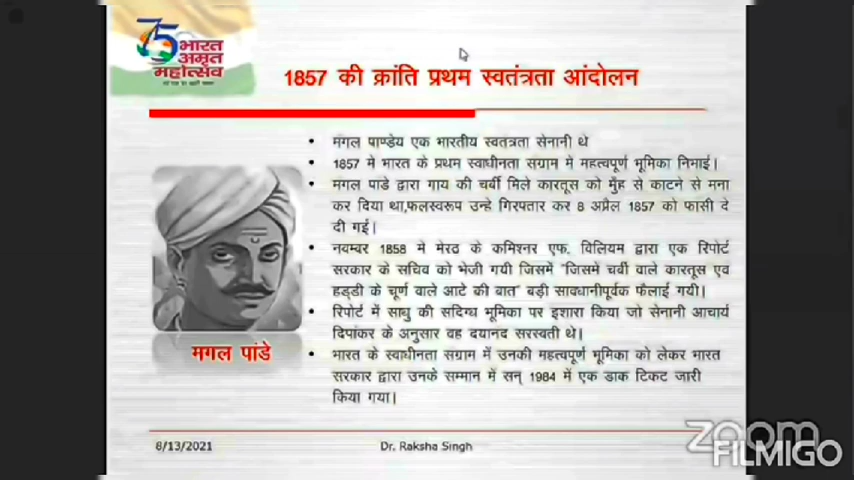 75
भारत
अमृत
महोत्सव
1857 की क्रांति प्रथम स्वतंत्रता आंदोलन
• मंगल पाण्डेय एक भारतीय स्वतंत्रता सेनानी थे
• 1857 मे भारत के प्रथम स्वाधीनता संग्राम में महत्वपूर्ण भूमिका निभाई।
• मंगल पांडे द्वारा गाय की चर्बी मिले कारतूस को मुँह से काटने से मना
कर दिया था,फलस्वरूप उन्हे गिरफ्तार कर 8 अप्रैल 1857 को फासी दे
दी गई।
• नवम्बर 1858 मे मेरठ के कमिश्नर एफ. विलियम द्वारा एक रिपोर्ट
सरकार के सचिव को भेजी गयी जिसमें "जिसमे चर्बी वाले कारतूस एव
हड्डी के चूर्ण वाले आटे की बात" बड़ी सावधानीपूर्वक फैलाई गयी।
• रिपोर्ट में साधु की संदिग्ध भूमिका पर इशारा किया जो सेनानी आचार्य
दिपांकर के अनुसार वह दयानद सरस्वती थे।
• भारत के स्वाधीनता संग्राम में उनकी महत्वपूर्ण भूमिका को लेकर भारत
सरकार द्वारा उनके सम्मान में सन् 1984 में एक डाक टिकट जारी
किया गया।
मगल पांडे
8/13/2021
Dr. Raksha Singh
zoom
FILMIGO